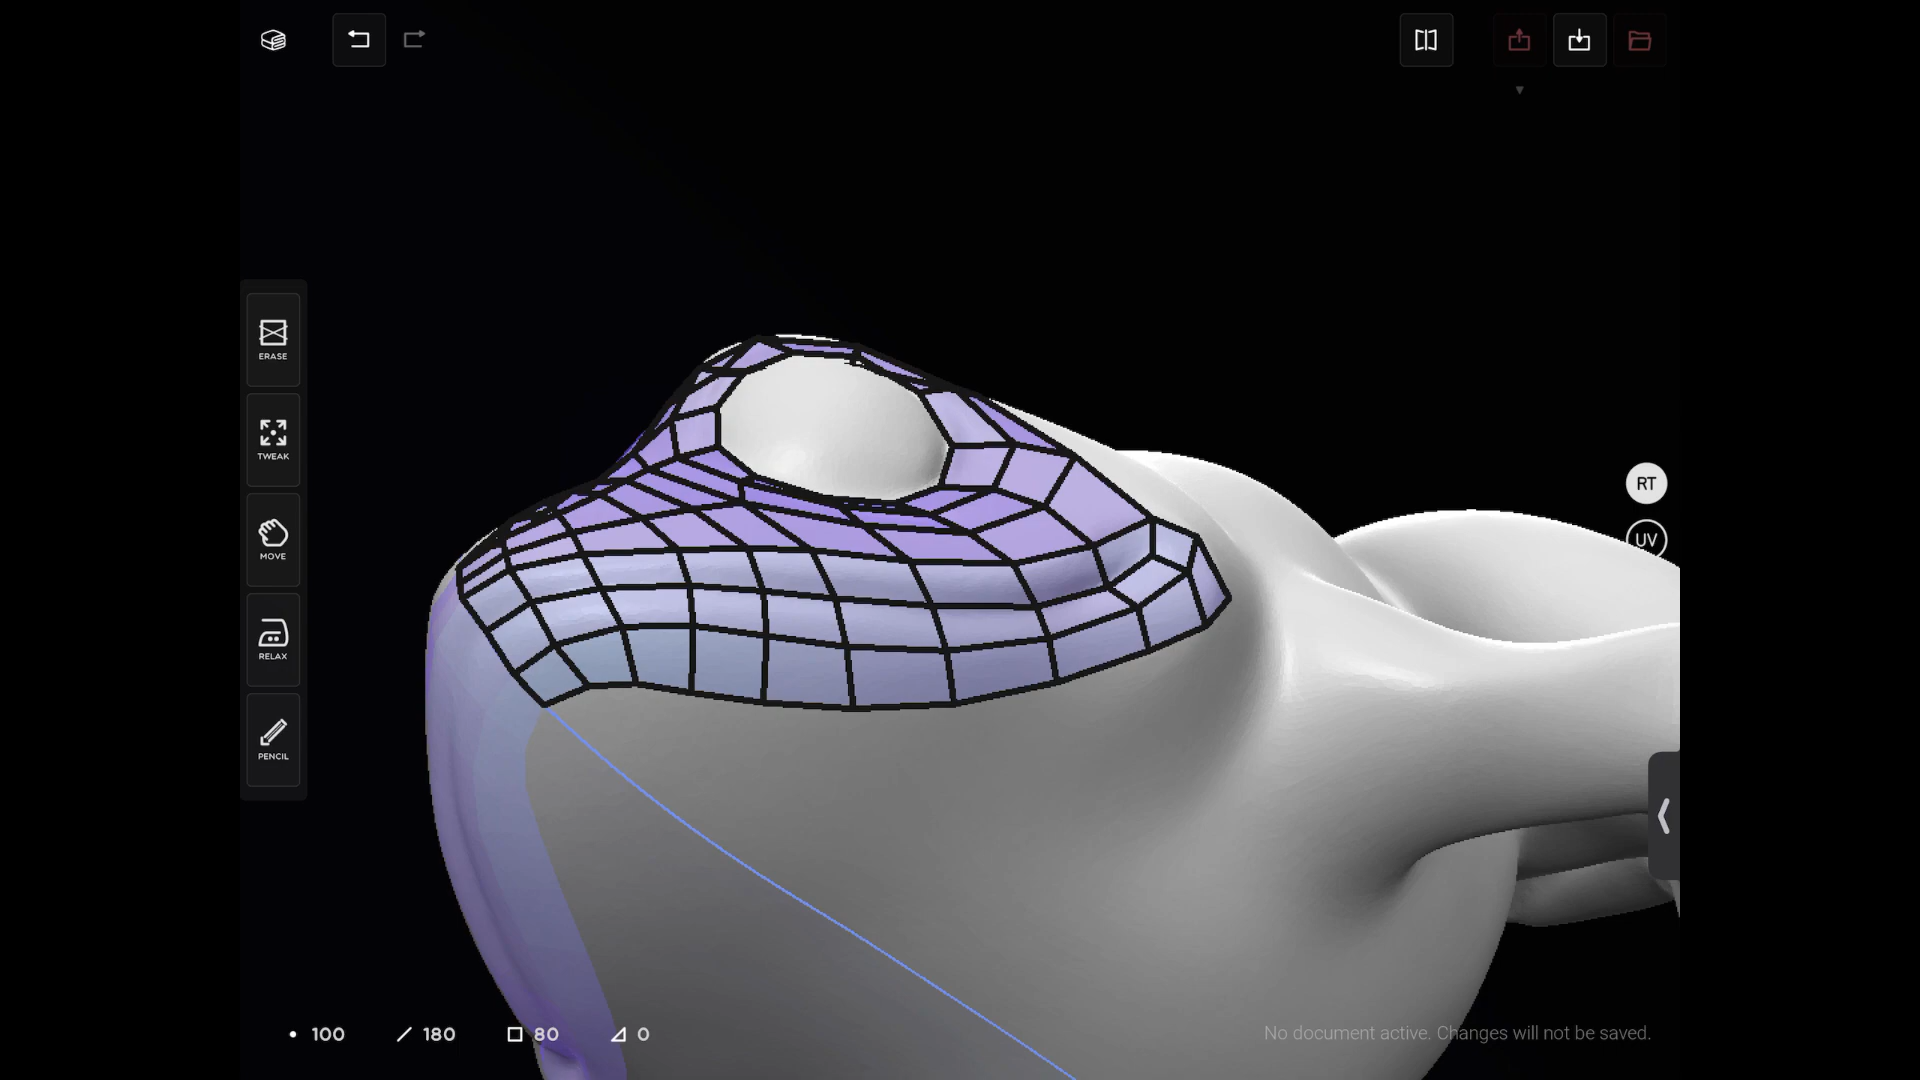 ERASE
TWEAK
MOVE
RELAX
PENCIL
RT
UV
100 180 80 0
No document active. Changes will not be saved.